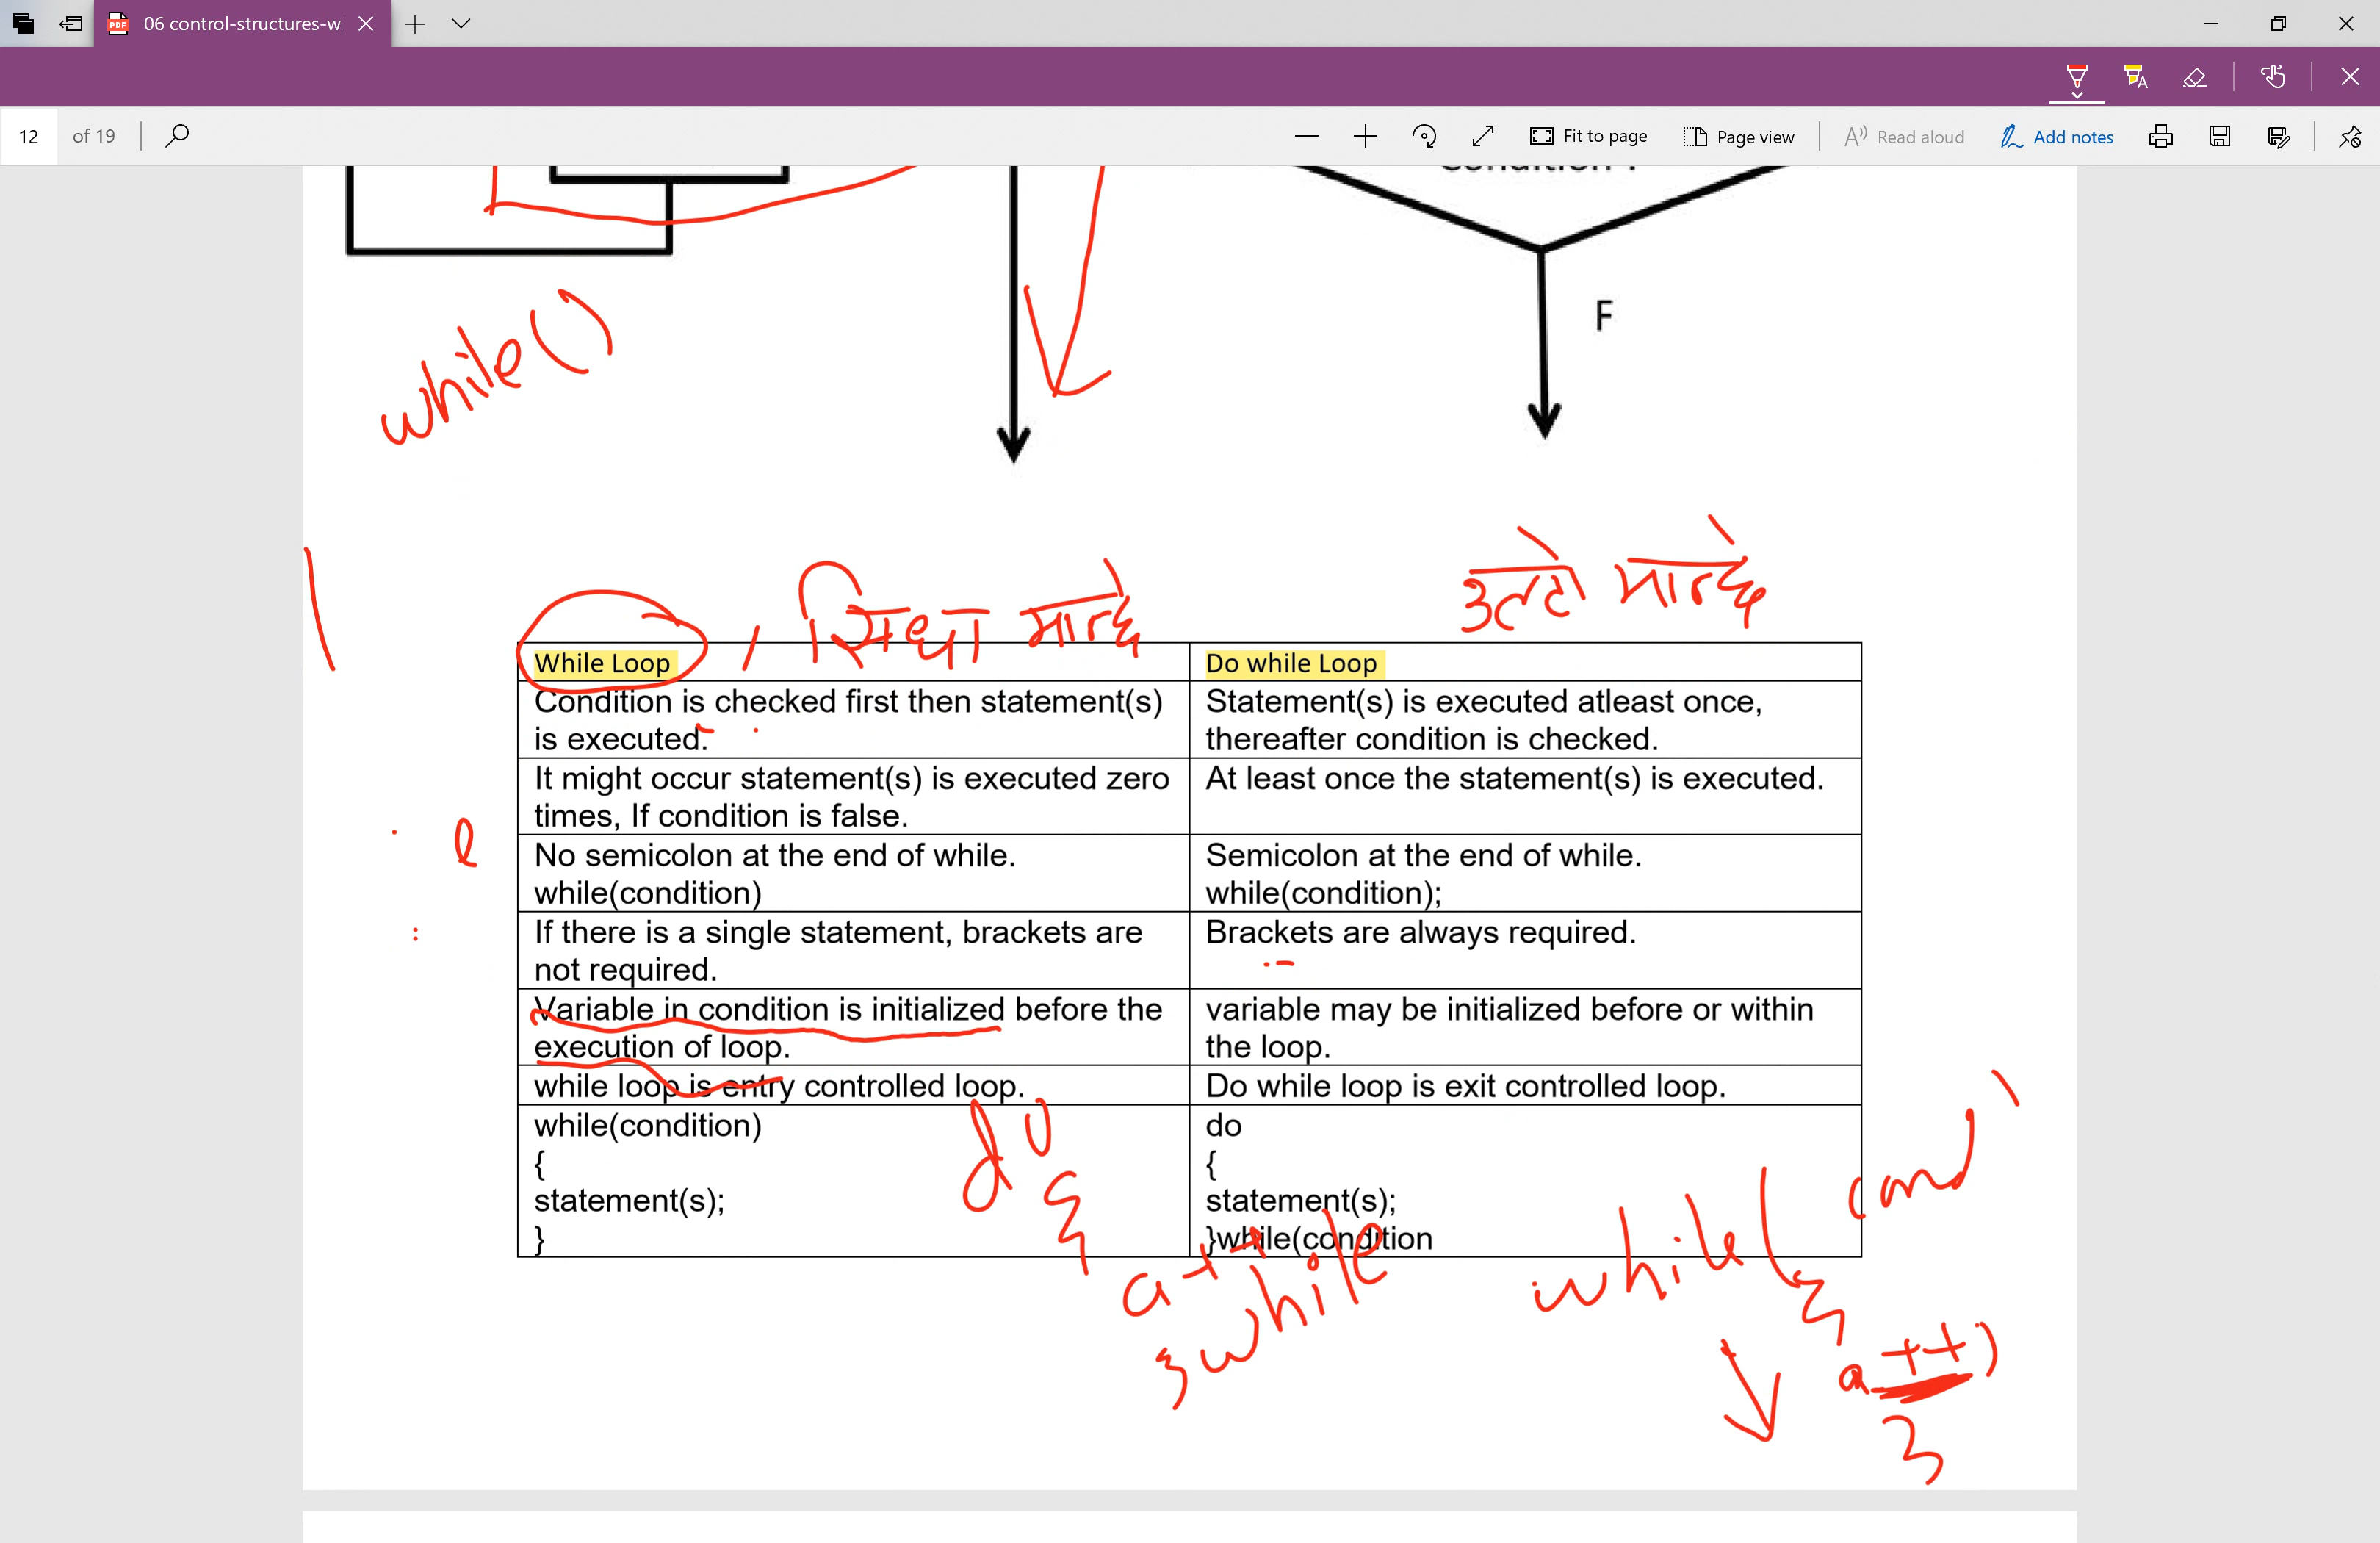 06 control-structures-wi
12 of 19
Fit to page
Page view
Read aloud
Add notes
F
while()
While Loop
Do while Loop
Condition is checked first then statement(s)
is executed.
Statement(s) is executed atleast once,
thereafter condition is checked.
It might occur statement(s) is executed zero
times, If condition is false.
At least once the statement(s) is executed.
No semicolon at the end of while.
while(condition)
Semicolon at the end of while.
while(condition);
If there is a single statement, brackets are
not required.
Brackets are always required.
Variable in condition is initialized before the
execution of loop.
variable may be initialized before or within
the loop.
while loop is entry controlled loop.
Do while loop is exit controlled loop.
while(condition)
{
statement(s);
}
do
{
statement(s);
}while(condition
do
{
a++
}while
while(
{
a++)
}